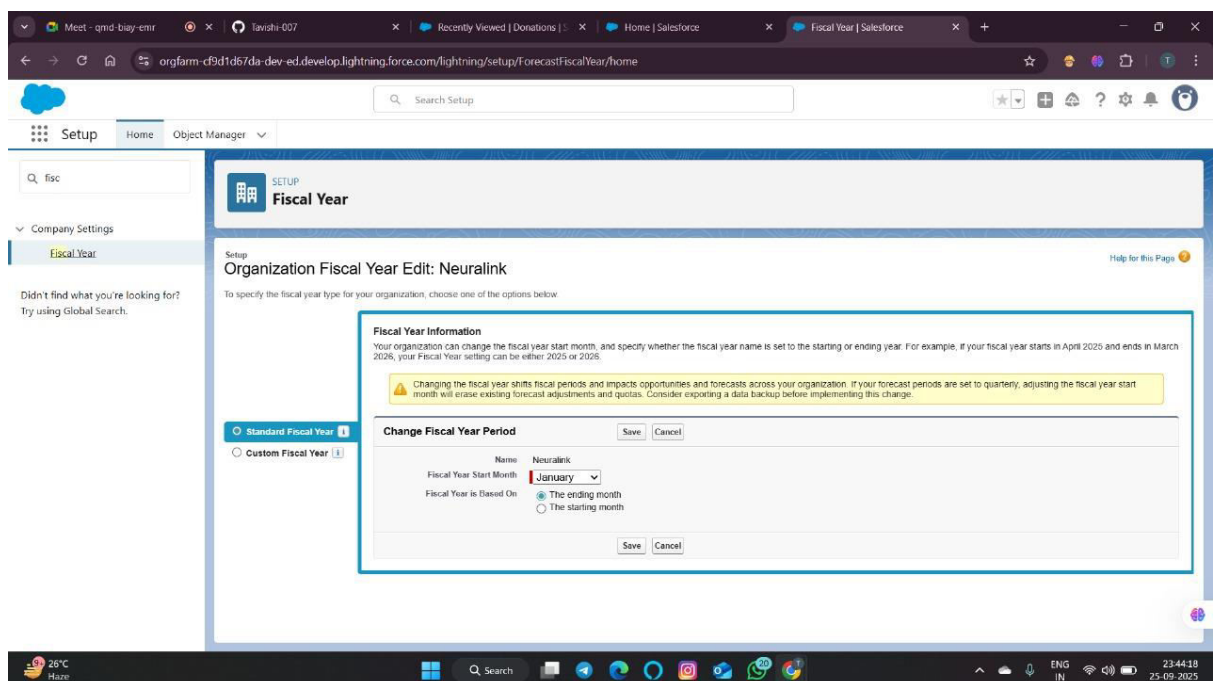 Meet - qmd-biay-emr
Tavishi-007
Recently Viewed | Donations | S
Home | Salesforce
Fiscal Year | Salesforce
orgfarm-cf9d1d67da-dev-ed.develop.lightning.force.com/lightning/setup/ForecastFiscalYear/home
T
Search Setup
Setup
Home
Object Manager
fisc
SETUP
Fiscal Year
Company Settings
Fiscal Year
Didn't find what you're looking for?
Try using Global Search.
Setup
Organization Fiscal Year Edit: Neuralink
Help for this Page
To specify the fiscal year type for your organization, choose one of the options below.
Fiscal Year Information
Your organization can change the fiscal year start month, and specify whether the fiscal year name is set to the starting or ending year. For example, if your fiscal year starts in April 2025 and ends in March
2026, your Fiscal Year setting can be either 2025 or 2026.
Changing the fiscal year shifts fiscal periods and impacts opportunities and forecasts across your organization. If your forecast periods are set to quarterly, adjusting the fiscal year start
month will erase existing forecast adjustments and quotas. Consider exporting a data backup before implementing this change.
Standard Fiscal Year i
Custom Fiscal Year i
Change Fiscal Year Period
Save Cancel
Name Neuralink
Fiscal Year Start Month January
Fiscal Year is Based On The ending month
The starting month
Save Cancel
26°C
Haze
Search
20
ENG
IN
23:44:18
25-09-2025